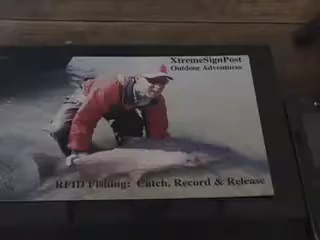 XtremeSignPost
Outdoor Adventures
RFID Fishing: Catch, Record & Release